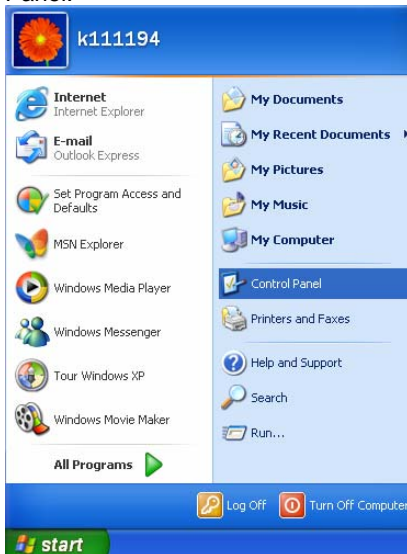 Panel.
k111194
Internet
Internet Explorer
E-mail
Outlook Express
Set Program Access and
Defaults
MSN Explorer
Windows Media Player
Windows Messenger
Tour Windows XP
Windows Movie Maker
All Programs
My Documents
My Recent Documents
My Pictures
My Music
My Computer
Control Panel
Printers and Faxes
Help and Support
Search
Run...
Log Off
Turn Off Computer
start